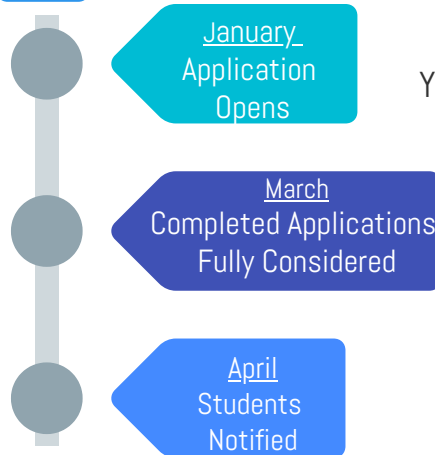 January
Application
Opens
Y
March
Completed Applications
Fully Considered
April
Students
Notified